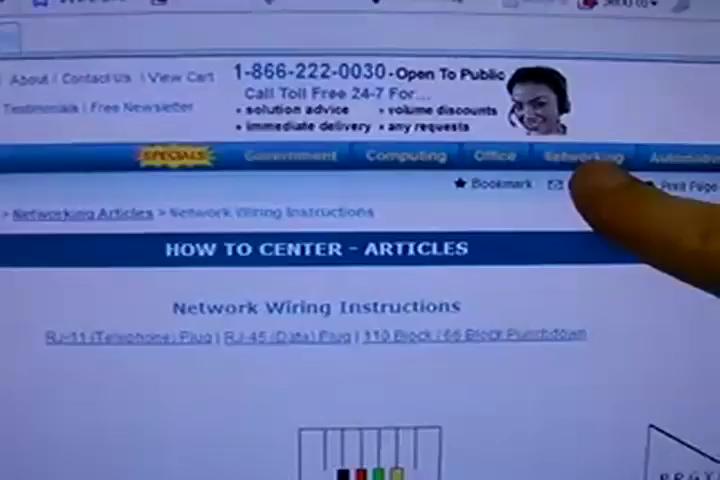 About | Contact Us | View Cart
Testimonials | Free Newsletter
1-866-222-0030 - Open To Public
Call Toll Free 24-7 For...
• solution advice • volume discounts
• immediate delivery • any requests
SPECIALS Government Computing Office Networking
Bookmark Print Page
> Networking Articles > Network Wiring Instructions
HOW TO CENTER - ARTICLES
Network Wiring Instructions
RJ-11 (Telephone) Plug | RJ-45 (Data) Plug | 110 Block / 66 Block Punchdown